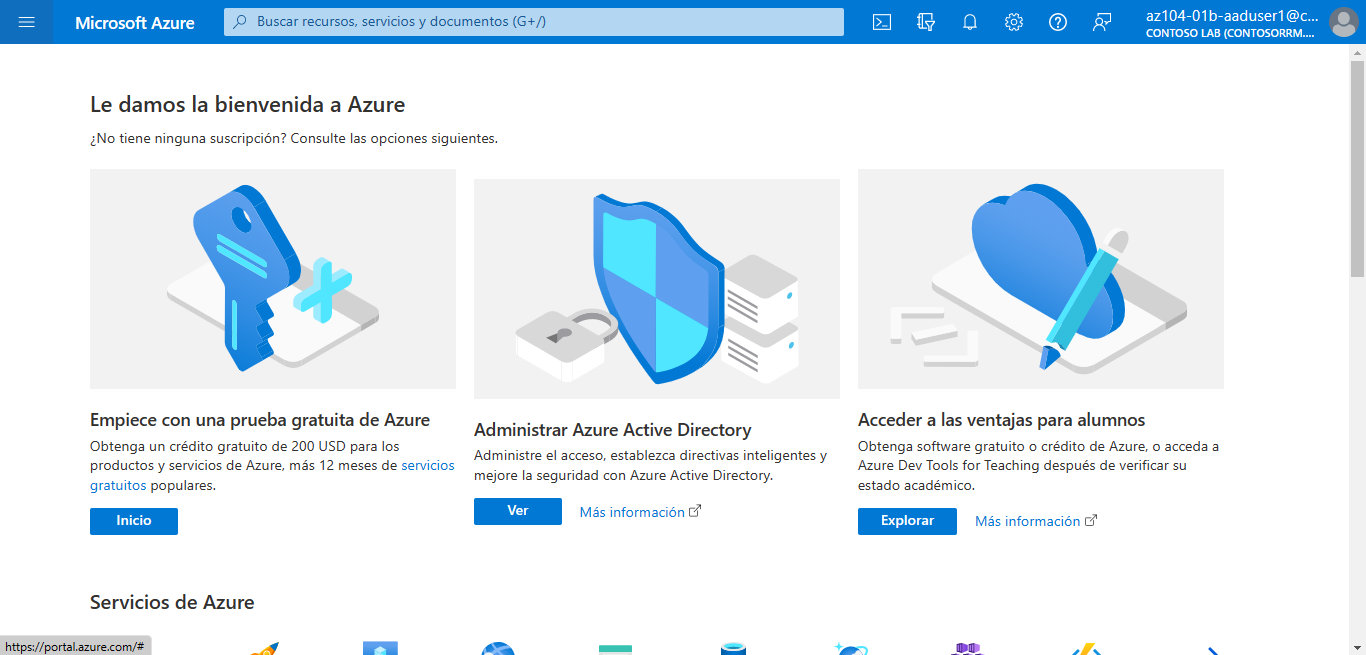 Microsoft Azure
Buscar recursos, servicios y documentos (G+/)
az104-01b-aaduser1@c...
CONTOSO LAB (CONTOSORRM....
Le damos la bienvenida a Azure
¿No tiene ninguna suscripción? Consulte las opciones siguientes.
Empiece con una prueba gratuita de Azure
Obtenga un crédito gratuito de 200 USD para los
productos y servicios de Azure, más 12 meses de servicios
gratuitos populares.
Inicio
Administrar Azure Active Directory
Administre el acceso, establezca directivas inteligentes y
mejore la seguridad con Azure Active Directory.
Ver
Más información
Acceder a las ventajas para alumnos
Obtenga software gratuito o crédito de Azure, o acceda a
Azure Dev Tools for Teaching después de verificar su
estado académico.
Explorar
Más información
Servicios de Azure
https://portal.azure.com/#